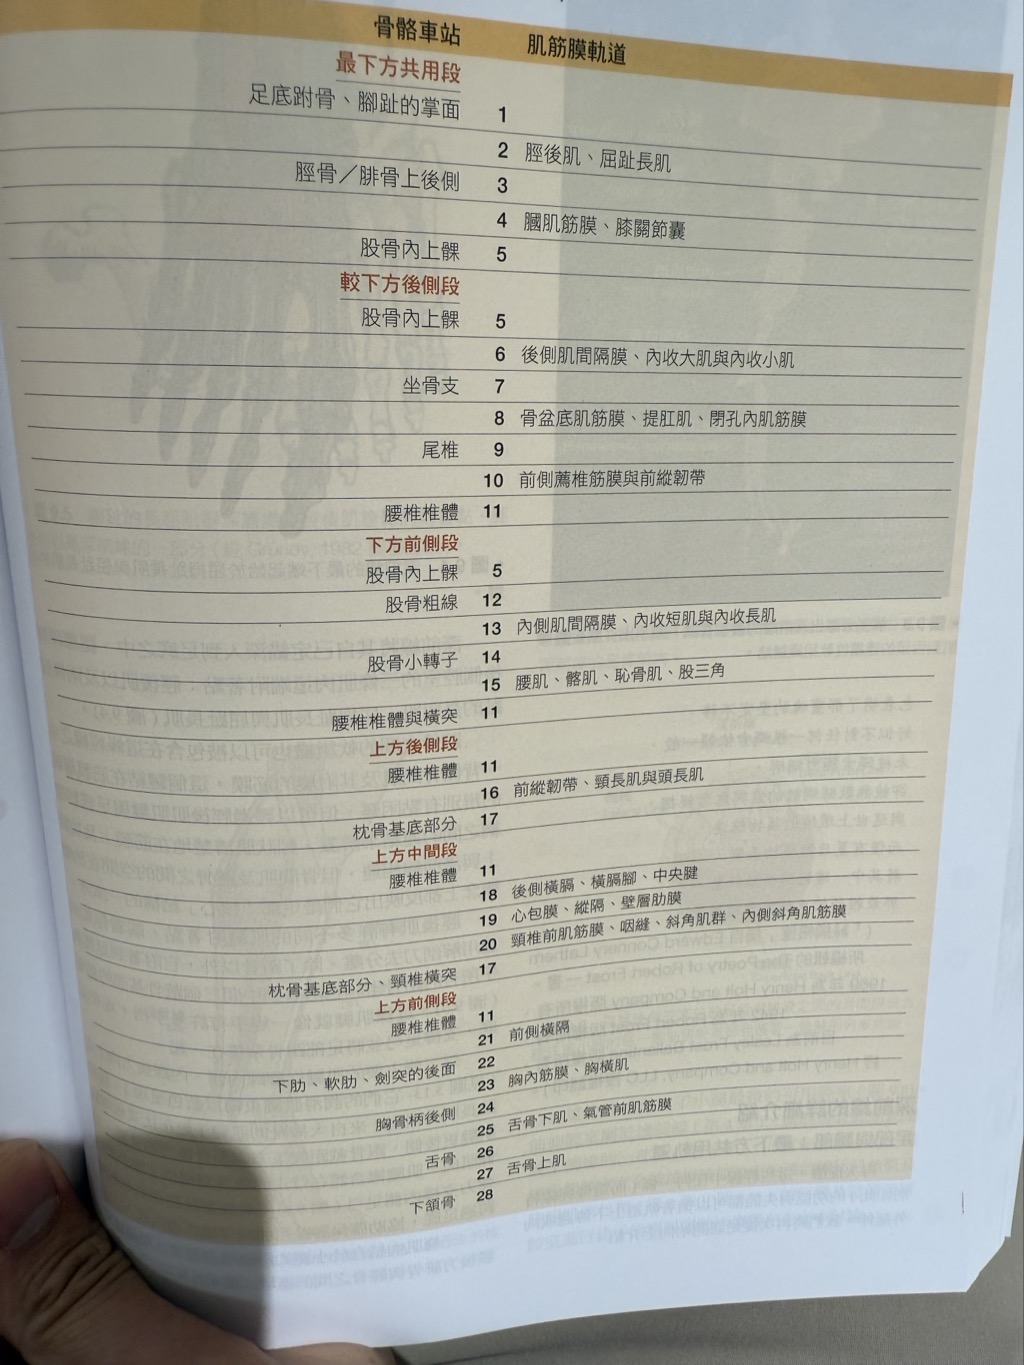 骨骼車站 肌筋膜軌道
最下方共用段
足底跗骨、腳趾的掌面 1
2 脛後肌、屈趾長肌
脛骨／腓骨上後側 3
4 膕肌筋膜、膝關節囊
股骨內上髁 5
較下方後側段
股骨內上髁 5
6 後側肌間隔膜、內收大肌與內收小肌
坐骨支 7
8 骨盆底肌筋膜、提肛肌、閉孔內肌筋膜
尾椎 9
10 前側薦椎筋膜與前縱韌帶
腰椎椎體 11
下方前側段
股骨內上髁 5
股骨粗線 12
13 內側肌間隔膜、內收短肌與內收長肌
股骨小轉子 14
15 腰肌、髂肌、恥骨肌、股三角
腰椎椎體與橫突 11
上方後側段
腰椎椎體 11
16 前縱韌帶、頸長肌與頭長肌
枕骨基底部分 17
上方中間段
腰椎椎體 11
18 後側橫膈、橫膈腳、中央腱
19 心包膜、縱隔、壁層肋膜
20 頸椎前肌筋膜、咽縫、斜角肌群、內側斜角肌筋膜
枕骨基底部分、頸椎橫突 17
上方前側段
腰椎椎體 11
21 前側橫隔
下肋、軟肋、劍突的後面 22
23 胸內筋膜、胸橫肌
胸骨柄後側 24
25 舌骨下肌、氣管前肌筋膜
舌骨 26
27 舌骨上肌
下頷骨 28